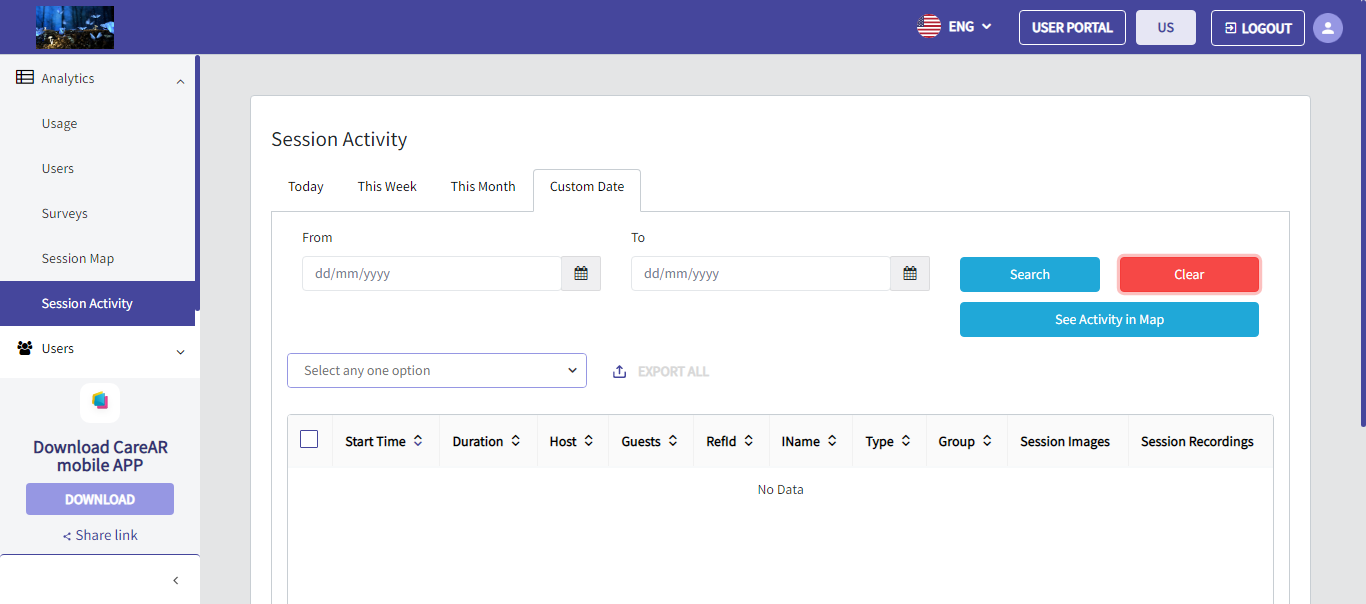 ENG
USER PORTAL
US
LOGOUT
Analytics
Usage
Users
Surveys
Session Map
Session Activity
Users
Download CareAR
mobile APP
DOWNLOAD
Share link
Session Activity
Today This Week This Month Custom Date
From To
dd/mm/yyyy dd/mm/yyyy Search Clear
See Activity in Map
Select any one option EXPORT ALL
Start Time Duration Host Guests RefId IName Type Group Session Images Session Recordings
No Data